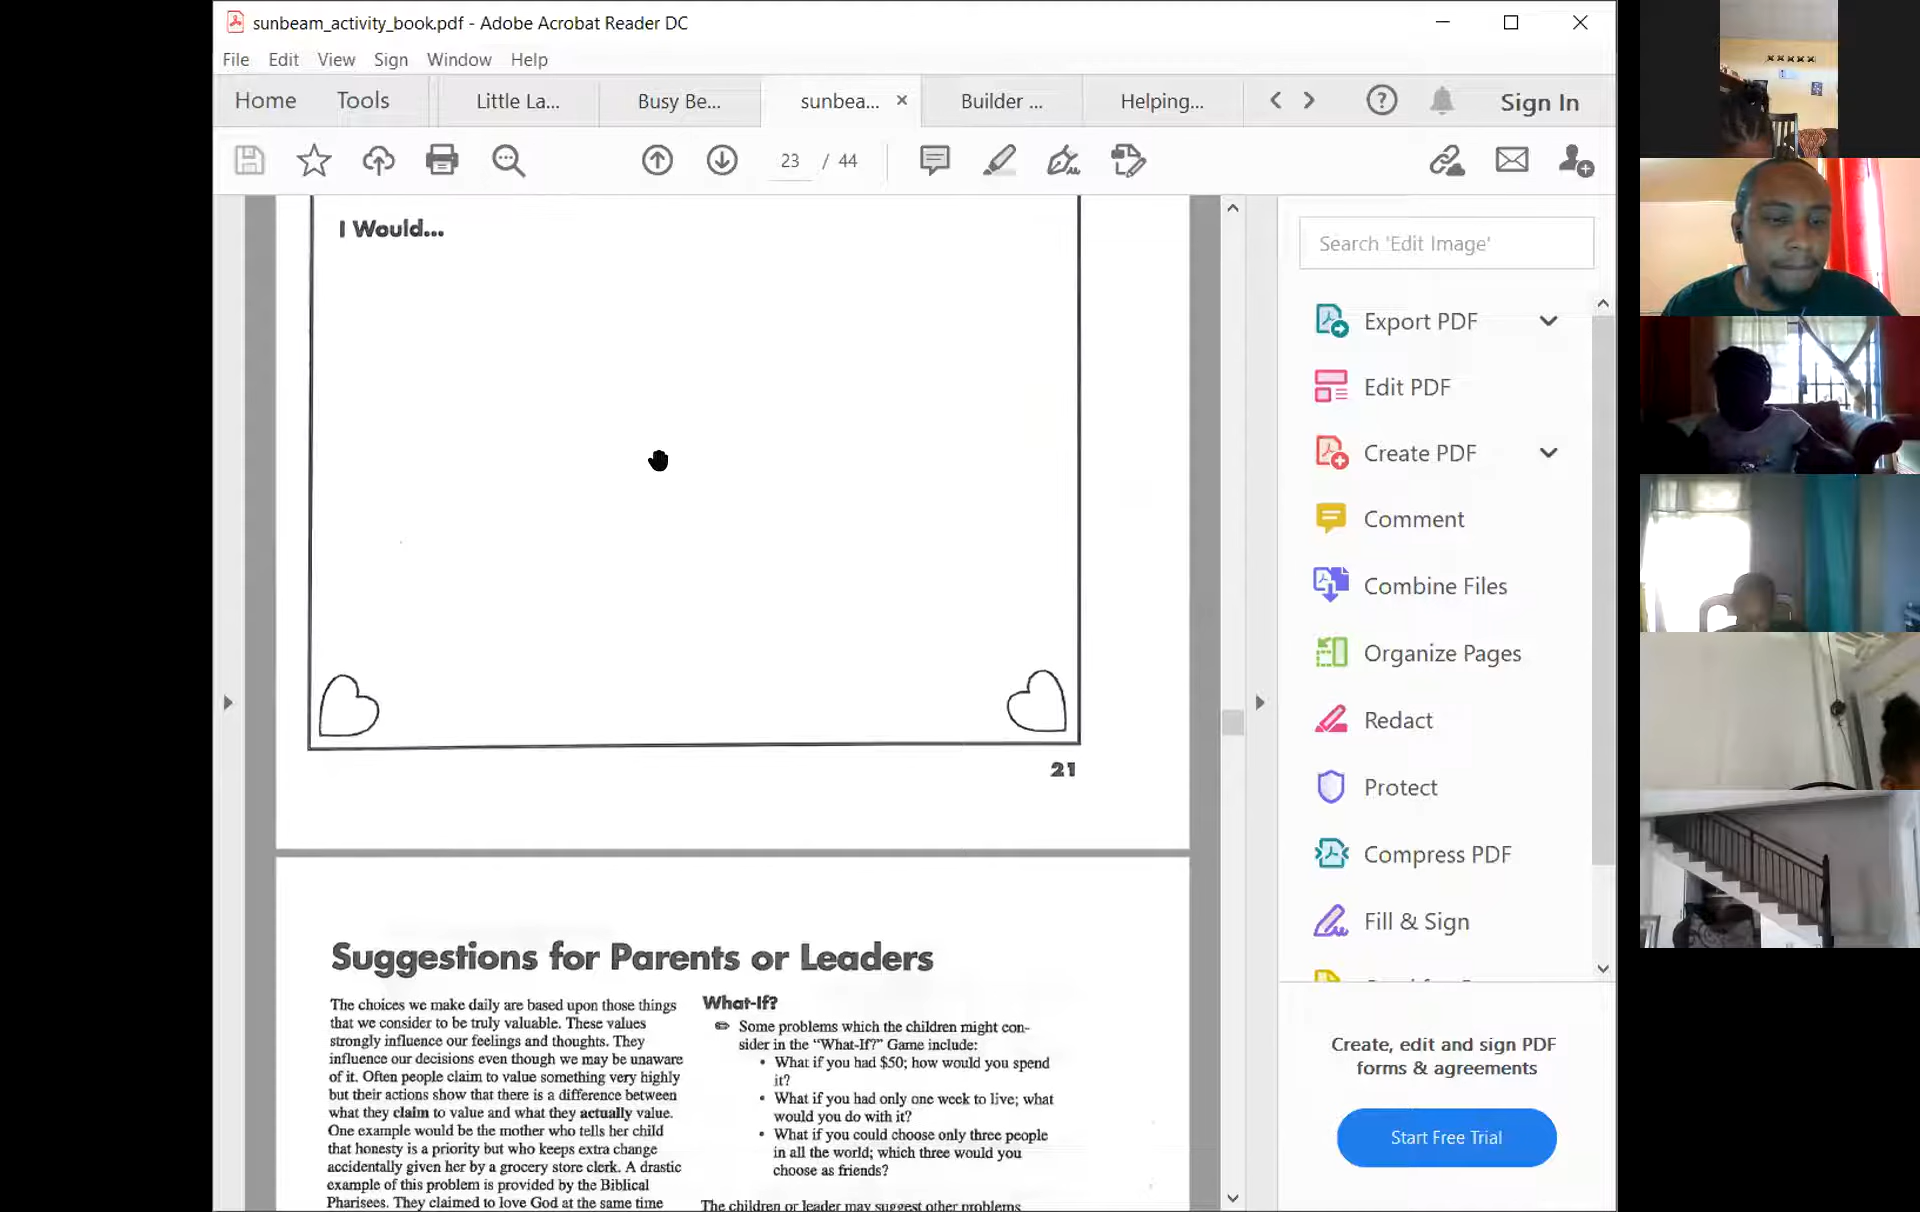 sunbeam_activity_book.pdf - Adobe Acrobat Reader DC
File Edit View Sign Window Help
Home Tools Little La... Busy Be... sunbea... Builder ... Helping... Sign In
23 / 44
I Would...
21
Suggestions for Parents or Leaders
The choices we make daily are based upon those things
that we consider to be truly valuable. These values
strongly influence our feelings and thoughts. They
influence our decisions even though we may be unaware
of it. Often people claim to value something very highly
but their actions show that there is a difference between
what they claim to value and what they actually value.
One example would be the mother who tells her child
that honesty is a priority but who keeps extra change
accidentally given her by a grocery store clerk. A drastic
example of this problem is provided by the Biblical
Pharisees. They claimed to love God at the same time
What-If?
Some problems which the children might con-
sider in the “What-If?” Game include:
• What if you had $50; how would you spend
it?
• What if you had only one week to live; what
would you do with it?
• What if you could choose only three people
in all the world; which three would you
choose as friends?
The children or leader may suggest other problems
Search 'Edit Image'
Export PDF
Edit PDF
Create PDF
Comment
Combine Files
Organize Pages
Redact
Protect
Compress PDF
Fill & Sign
Create, edit and sign PDF
forms & agreements
Start Free Trial